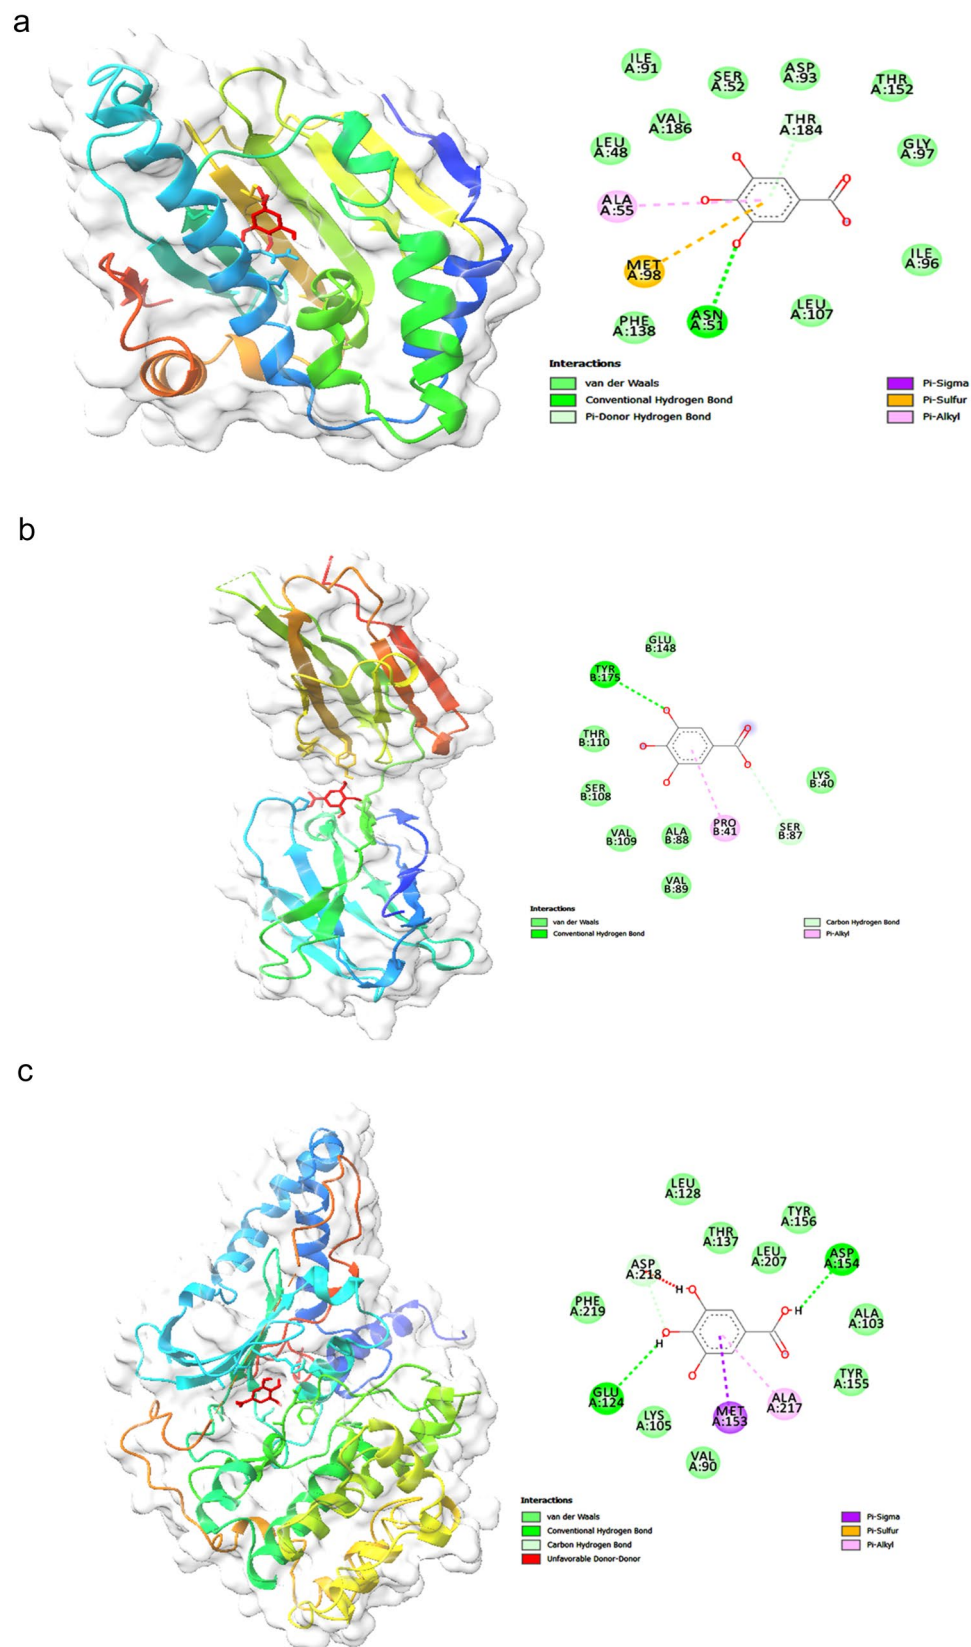 a
ILE
A:91
SER
A:52
ASP
A:93
THR
A:152
VAL
A:186
THR
A:184
LEU
A:48
GLY
A:97
ALA
A:55
O
O
O
O
O
MET
A:98
ILE
A:96
PHE
A:138
ASN
A:51
LEU
A:107
Interactions
van der Waals
Conventional Hydrogen Bond
Pi-Donor Hydrogen Bond
Pi-Sigma
Pi-Sulfur
Pi-Alkyl
b
GLU
B:148
TYR
B:175
THR
B:110
O
O
O
O
O
LYS
B:40
SER
B:108
VAL
B:109
ALA
B:88
PRO
B:41
SER
B:87
VAL
B:89
Interactions
van der Waals
Conventional Hydrogen Bond
Carbon Hydrogen Bond
Pi-Alkyl
c
LEU
A:128
TYR
A:156
THR
A:137
LEU
A:207
ASP
A:154
ASP
A:218
PHE
A:219
H O
O H
O
H
O
O
ALA
A:103
TYR
A:155
GLU
A:124
LYS
A:105
MET
A:153
ALA
A:217
VAL
A:90
Interactions
van der Waals
Conventional Hydrogen Bond
Carbon Hydrogen Bond
Unfavorable Donor-Donor
Pi-Sigma
Pi-Sulfur
Pi-Alkyl